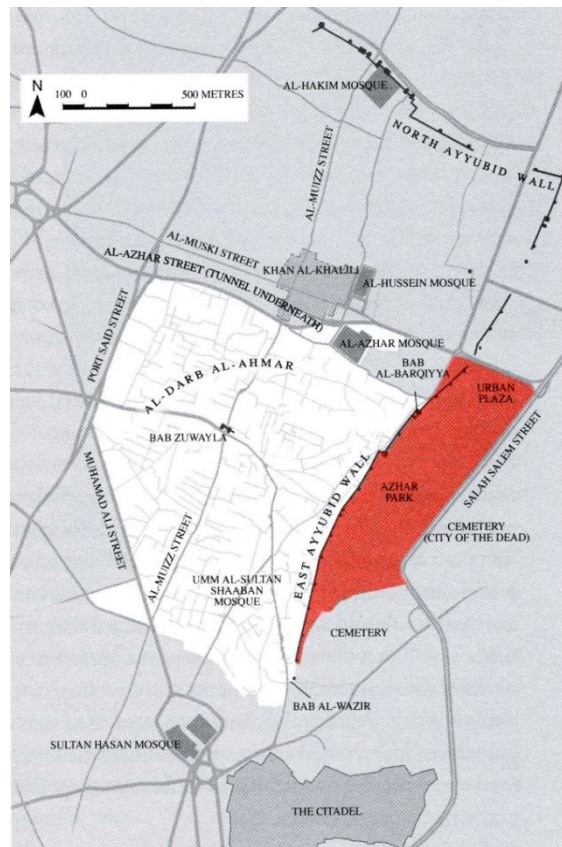 N
100 0 500 METRES
AL-HAKIM MOSQUE
NORTH AYYUBID WALL
AL-MUIZZ STREET
AL-MUSKI STREET
KHAN AL-KHALILI
AL-AZHAR STREET (TUNNEL UNDERNEATH)
AL-HUSSEIN MOSQUE
AL-AZHAR MOSQUE
PORT SAID STREET
BAB
AL-BARQIYYA
URBAN
PLAZA
AL-DARB AL-AHMAR
BAB ZUWAYLA
EAST AYYUBID WALL
AZHAR
PARK
SALAH SALEM STREET
CEMETERY
(CITY OF THE DEAD)
MUHAMAD ALI STREET
AL-MUIZZ STREET
UMM AL-SULTAN
SHAABAN
MOSQUE
CEMETERY
BAB AL-WAZIR
SULTAN HASAN MOSQUE
THE CITADEL